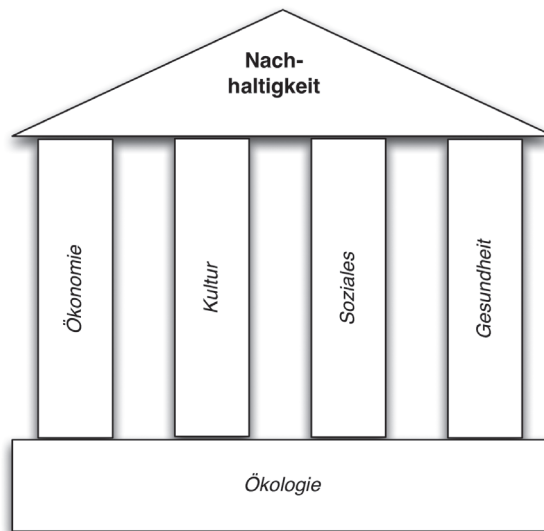 Nach-
haltigkeit
Ökonomie
Kultur
Soziales
Gesundheit
Ökologie